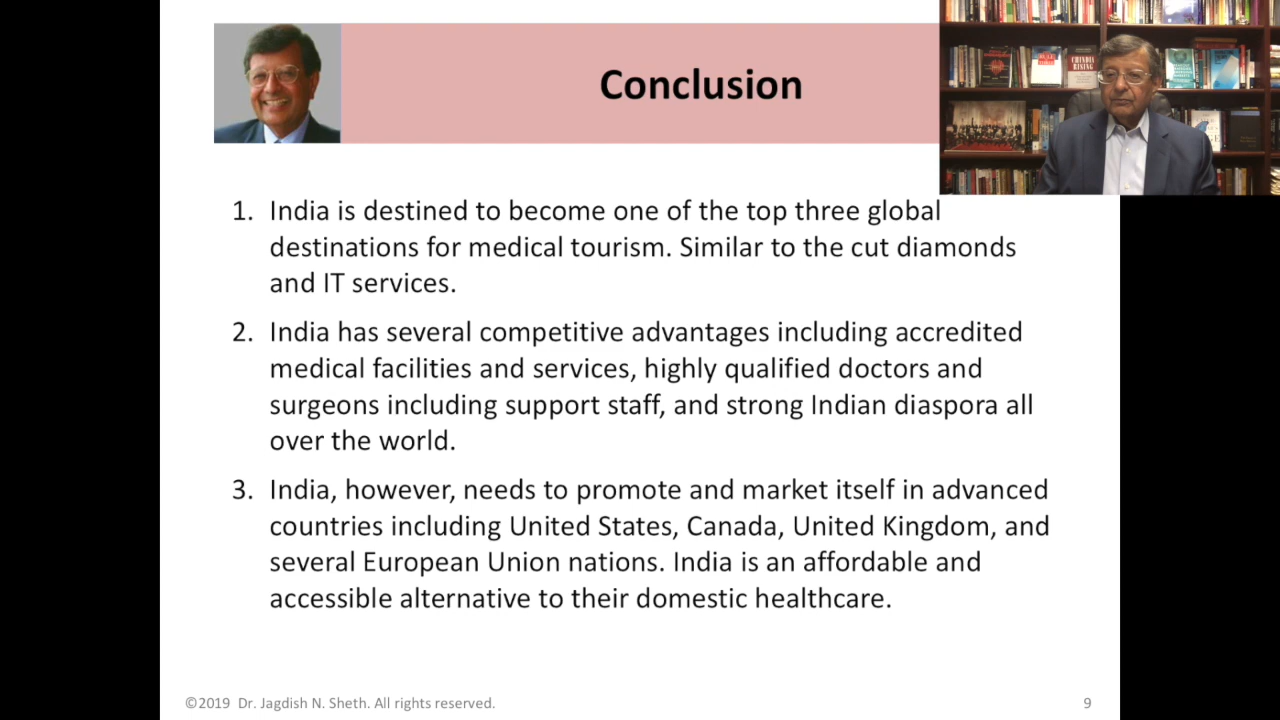 Conclusion
CHINDIA
RISING
1. India is destined to become one of the top three global
destinations for medical tourism. Similar to the cut diamonds
and IT services.
2. India has several competitive advantages including accredited
medical facilities and services, highly qualified doctors and
surgeons including support staff, and strong Indian diaspora all
over the world.
3. India, however, needs to promote and market itself in advanced
countries including United States, Canada, United Kingdom, and
several European Union nations. India is an affordable and
accessible alternative to their domestic healthcare.
©2019 Dr. Jagdish N. Sheth. All rights reserved.
9